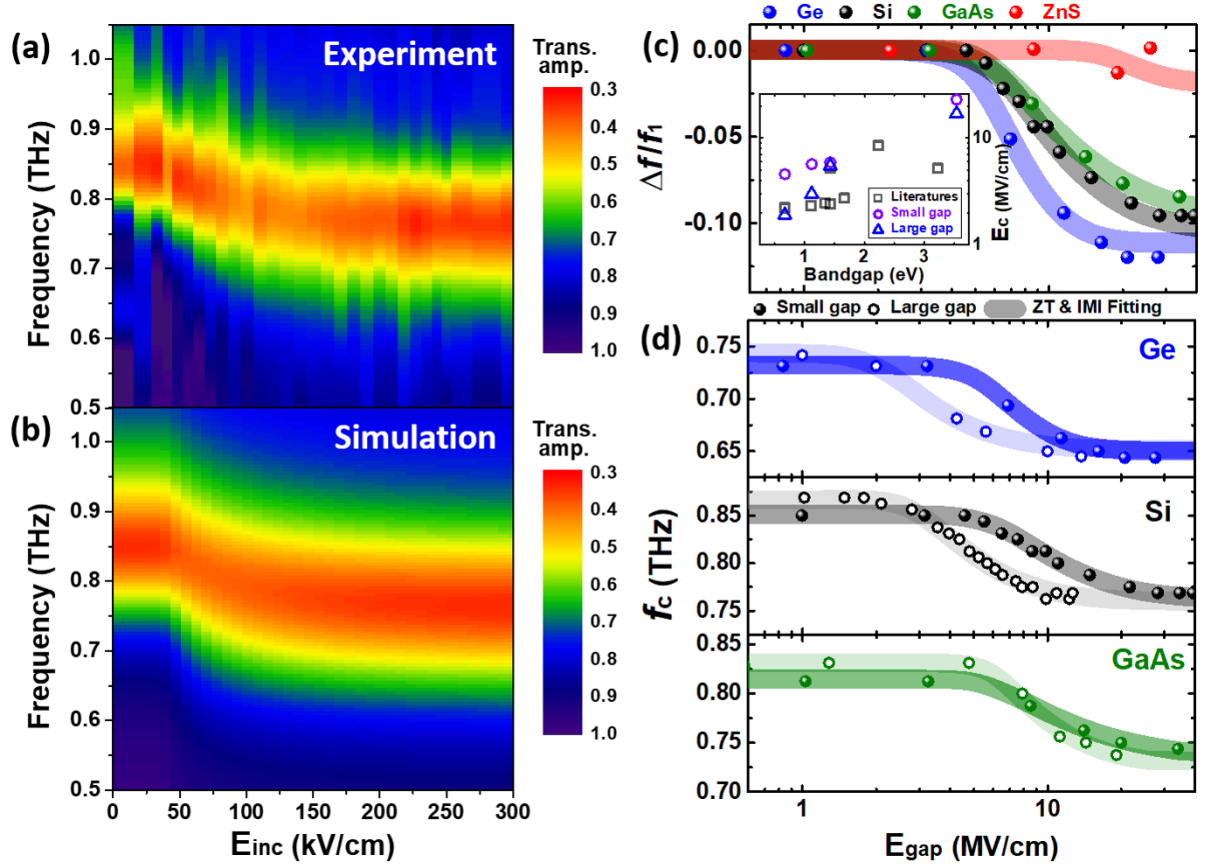 (a)
Experiment
Trans. amp.
0.3
0.4
0.5
0.6
0.7
0.8
0.9
1.0
Frequency (THz)
1.0
0.9
0.8
0.7
0.6
0.5
(b)
Simulation
Trans. amp.
0.3
0.4
0.5
0.6
0.7
0.8
0.9
1.0
Frequency (THz)
1.0
0.9
0.8
0.7
0.6
0.5
0 50 100 150 200 250 300
Einc (kV/cm)
Ge Si GaAs ZnS
(c)
Δf/f1
0.00
-0.05
-0.10
10
1
Ec (MV/cm)
Literatures
Small gap
Large gap
0 1 2 3
Bandgap (eV)
Small gap Large gap ZT & IMI Fitting
(d)
Ge
0.75
0.70
0.65
Si
0.85
0.80
0.75
fc (THz)
GaAs
0.85
0.80
0.75
0.70
1 10
Egap (MV/cm)